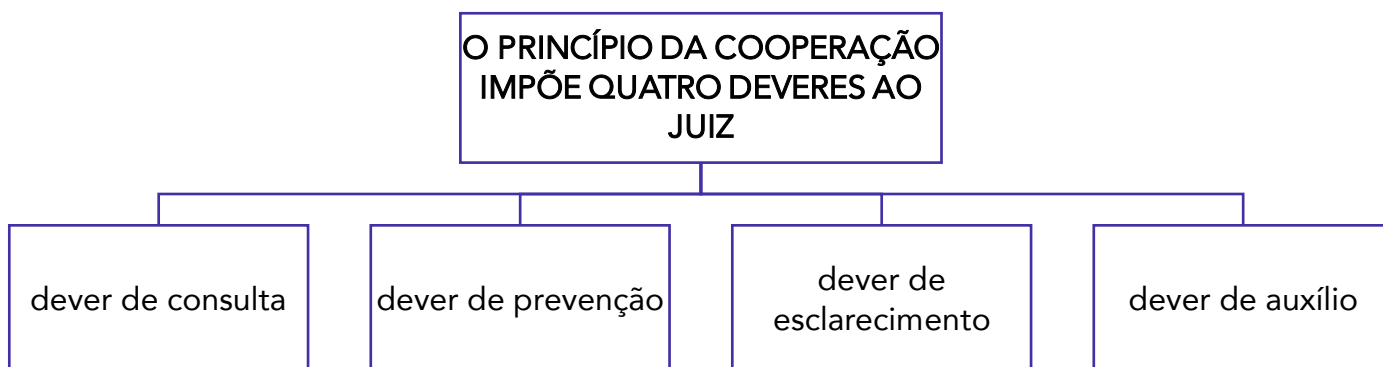 O PRINCÍPIO DA COOPERAÇÃO
IMPÕE QUATRO DEVERES AO
JUIZ
dever de consulta
dever de prevenção
dever de
esclarecimento
dever de auxílio